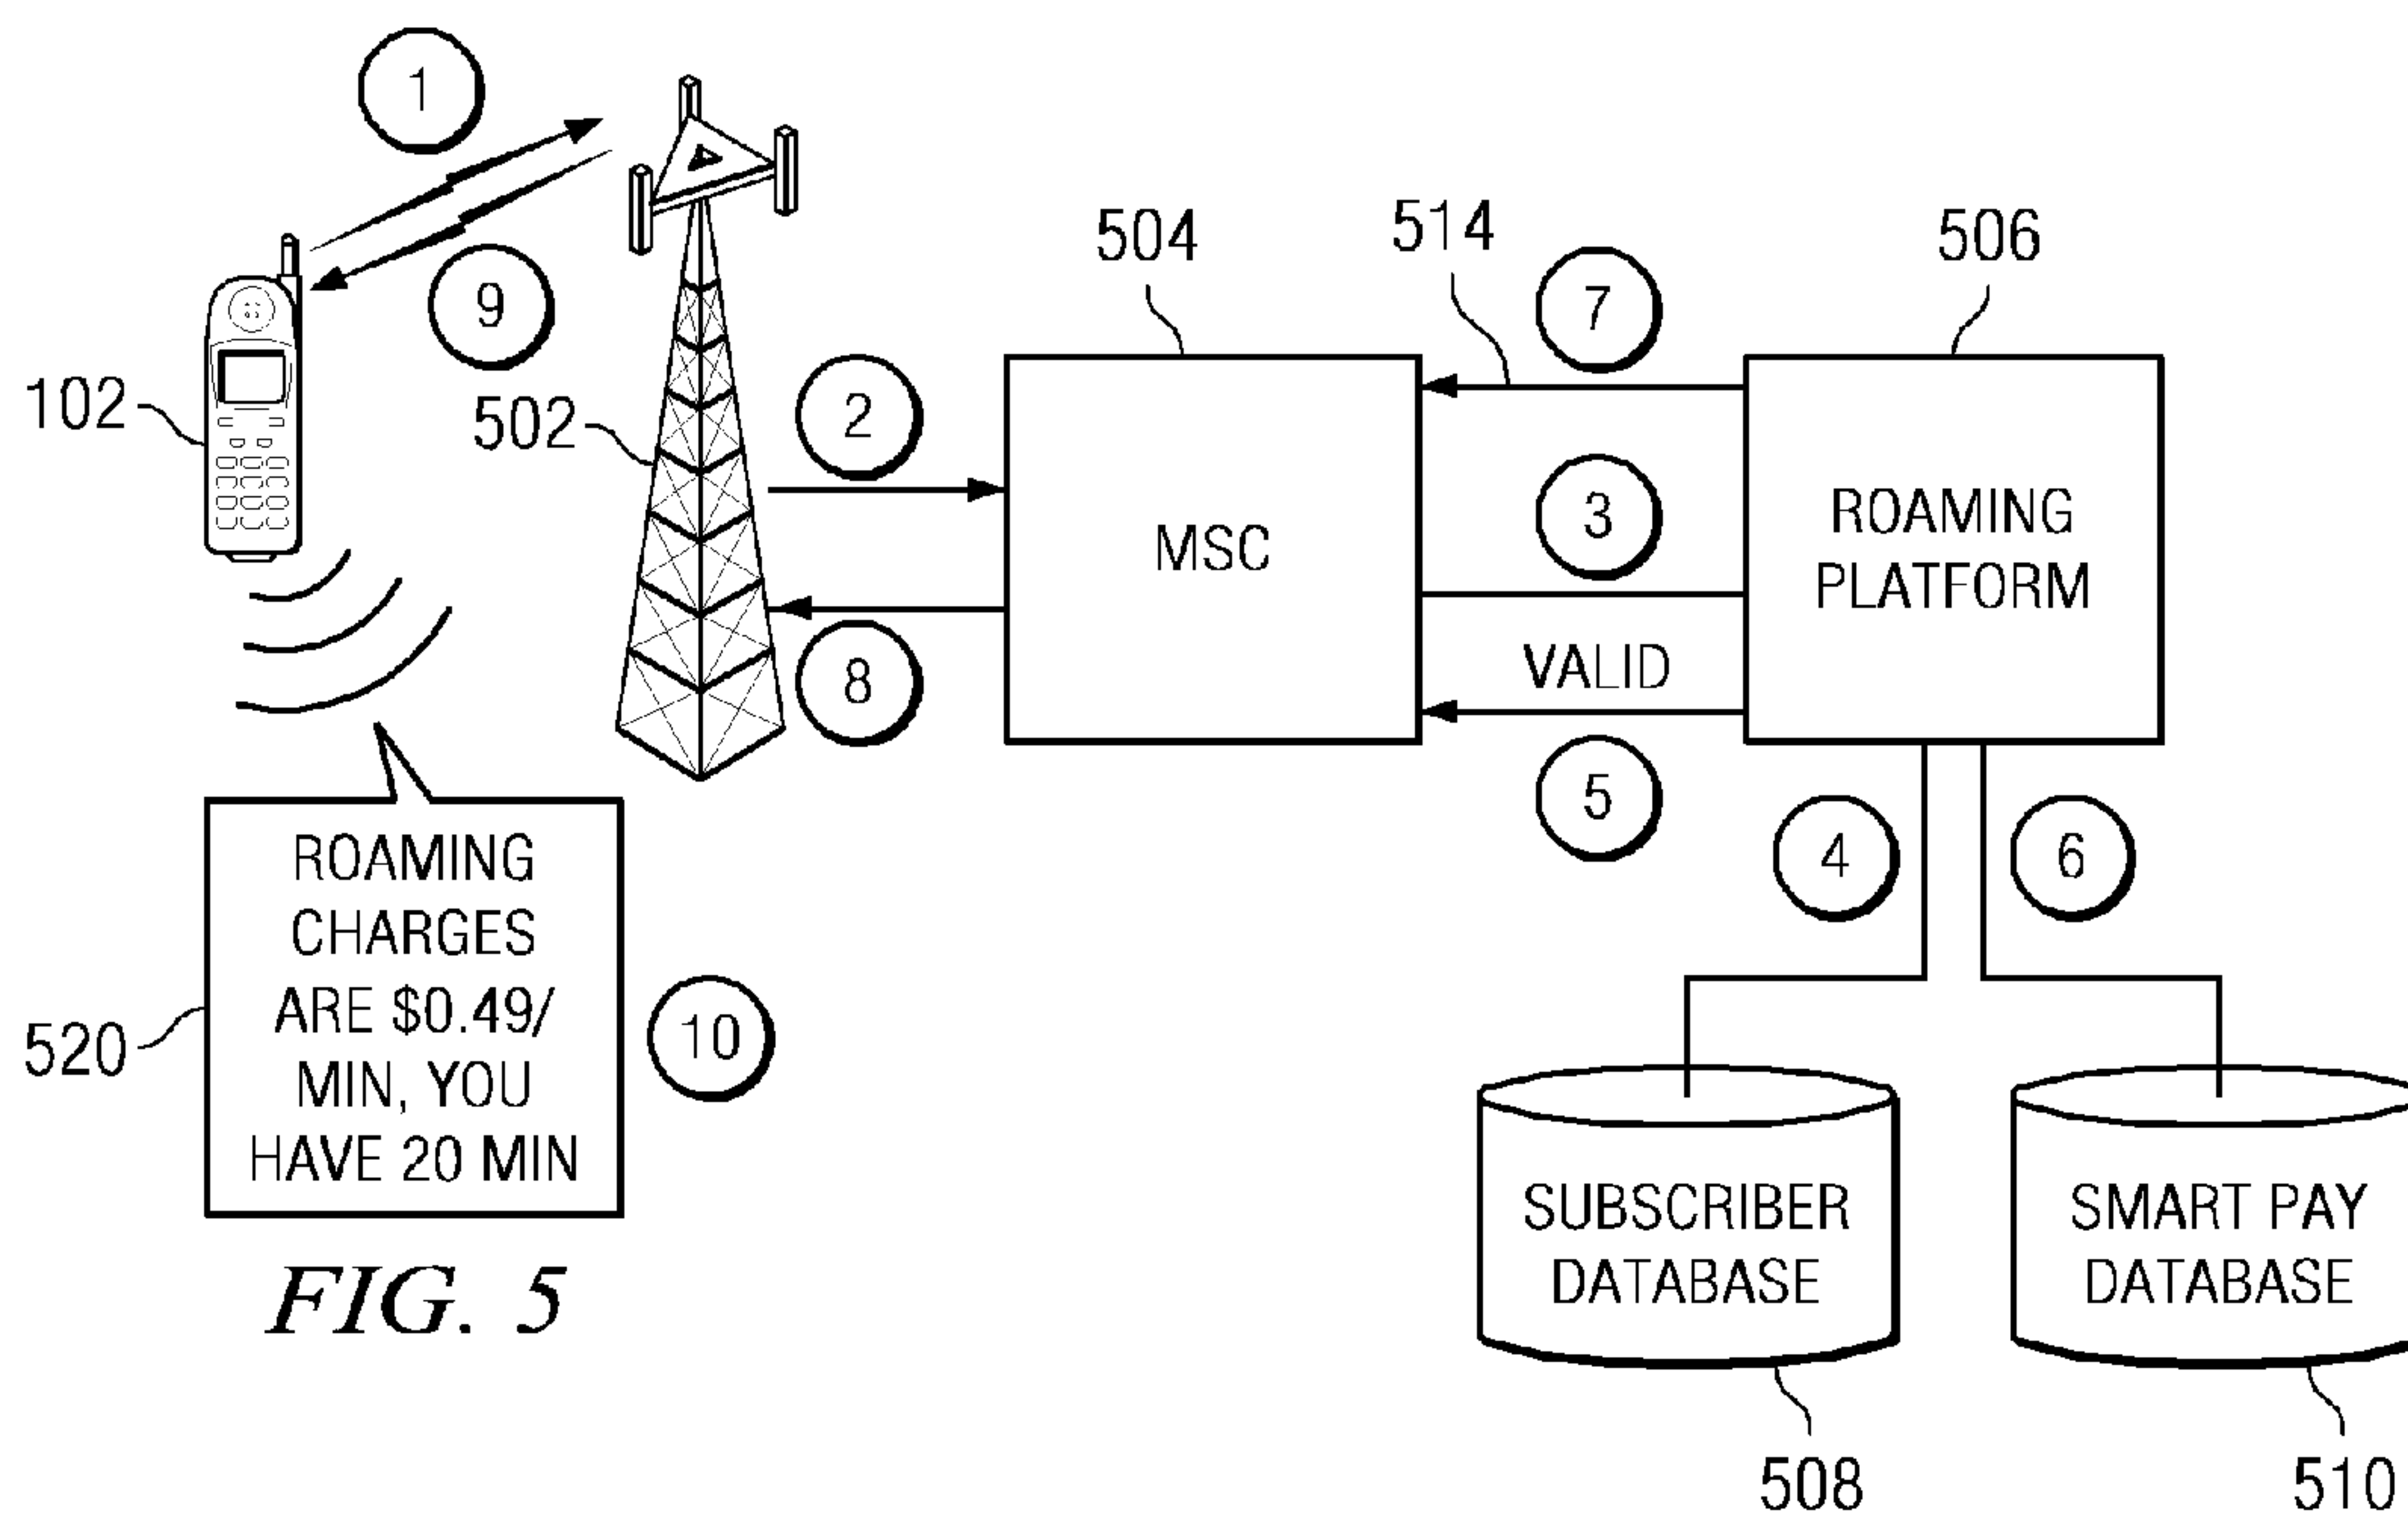 1
9
102
502
2
8
504
MSC
514
7
3
VALID
5
506
ROAMING
PLATFORM
4
6
ROAMING
CHARGES
ARE $0.49/
MIN, YOU
HAVE 20 MIN
520
10
SUBSCRIBER
DATABASE
508
SMART PAY
DATABASE
510
FIG. 5